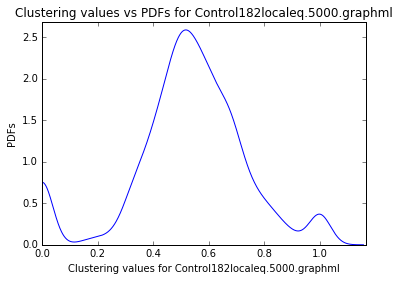 Clustering values vs PDFs for Control182localeq.5000.graphml
PDFs
2.5
2.0
1.5
1.0
0.5
0.0
0.0 0.2 0.4 0.6 0.8 1.0
Clustering values for Control182localeq.5000.graphml